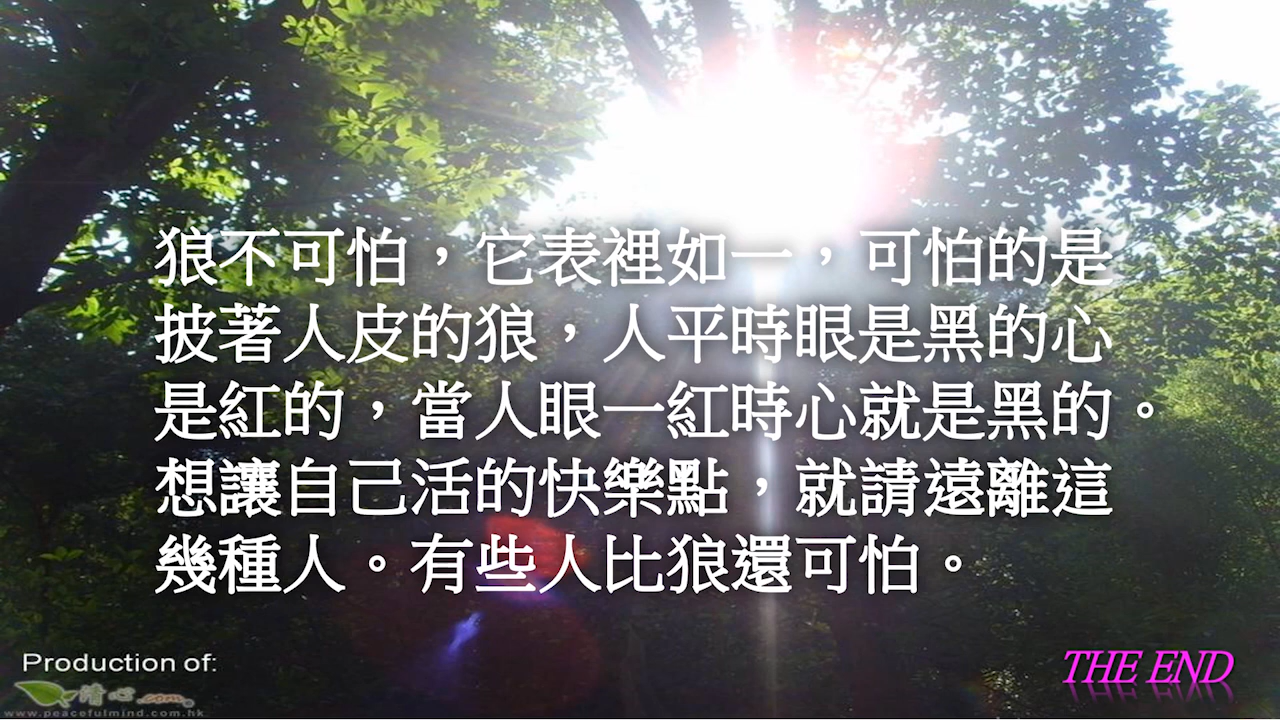 狼不可怕，它表裡如一，可怕的是
披著人皮的狼，人平時眼是黑的心
是紅的，當人眼一紅時心就是黑的。
想讓自己活的快樂點，就請遠離這
幾種人。有些人比狼還可怕。
Production of:
THE END
清心.com
www.peacefulmind.com.hk